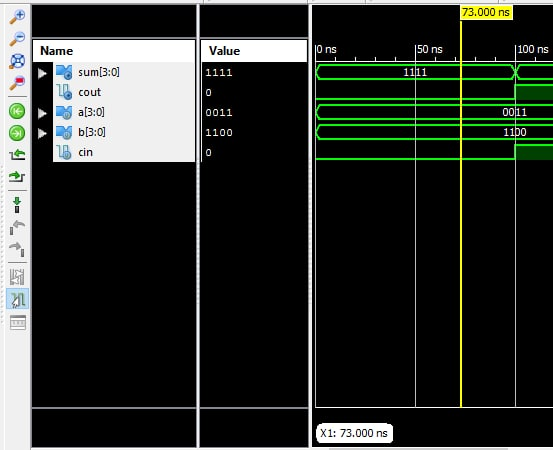 73.000 ns
Name Value
0 ns 50 ns 100 ns
sum[3:0] 1111 1111
cout 0
a[3:0] 0011 0011
b[3:0] 1100 1100
cin 0
X1: 73.000 ns